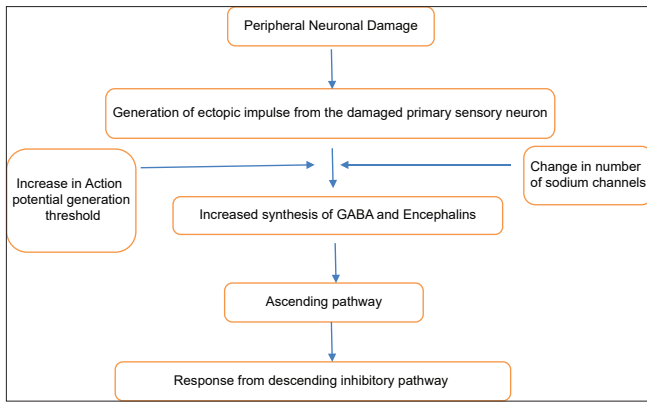 Peripheral Neuronal Damage
Generation of ectopic impulse from the damaged primary sensory neuron
Increase in Action
potential generation
threshold
Change in number
of sodium channels
Increased synthesis of GABA and Encephalins
Ascending pathway
Response from descending inhibitory pathway